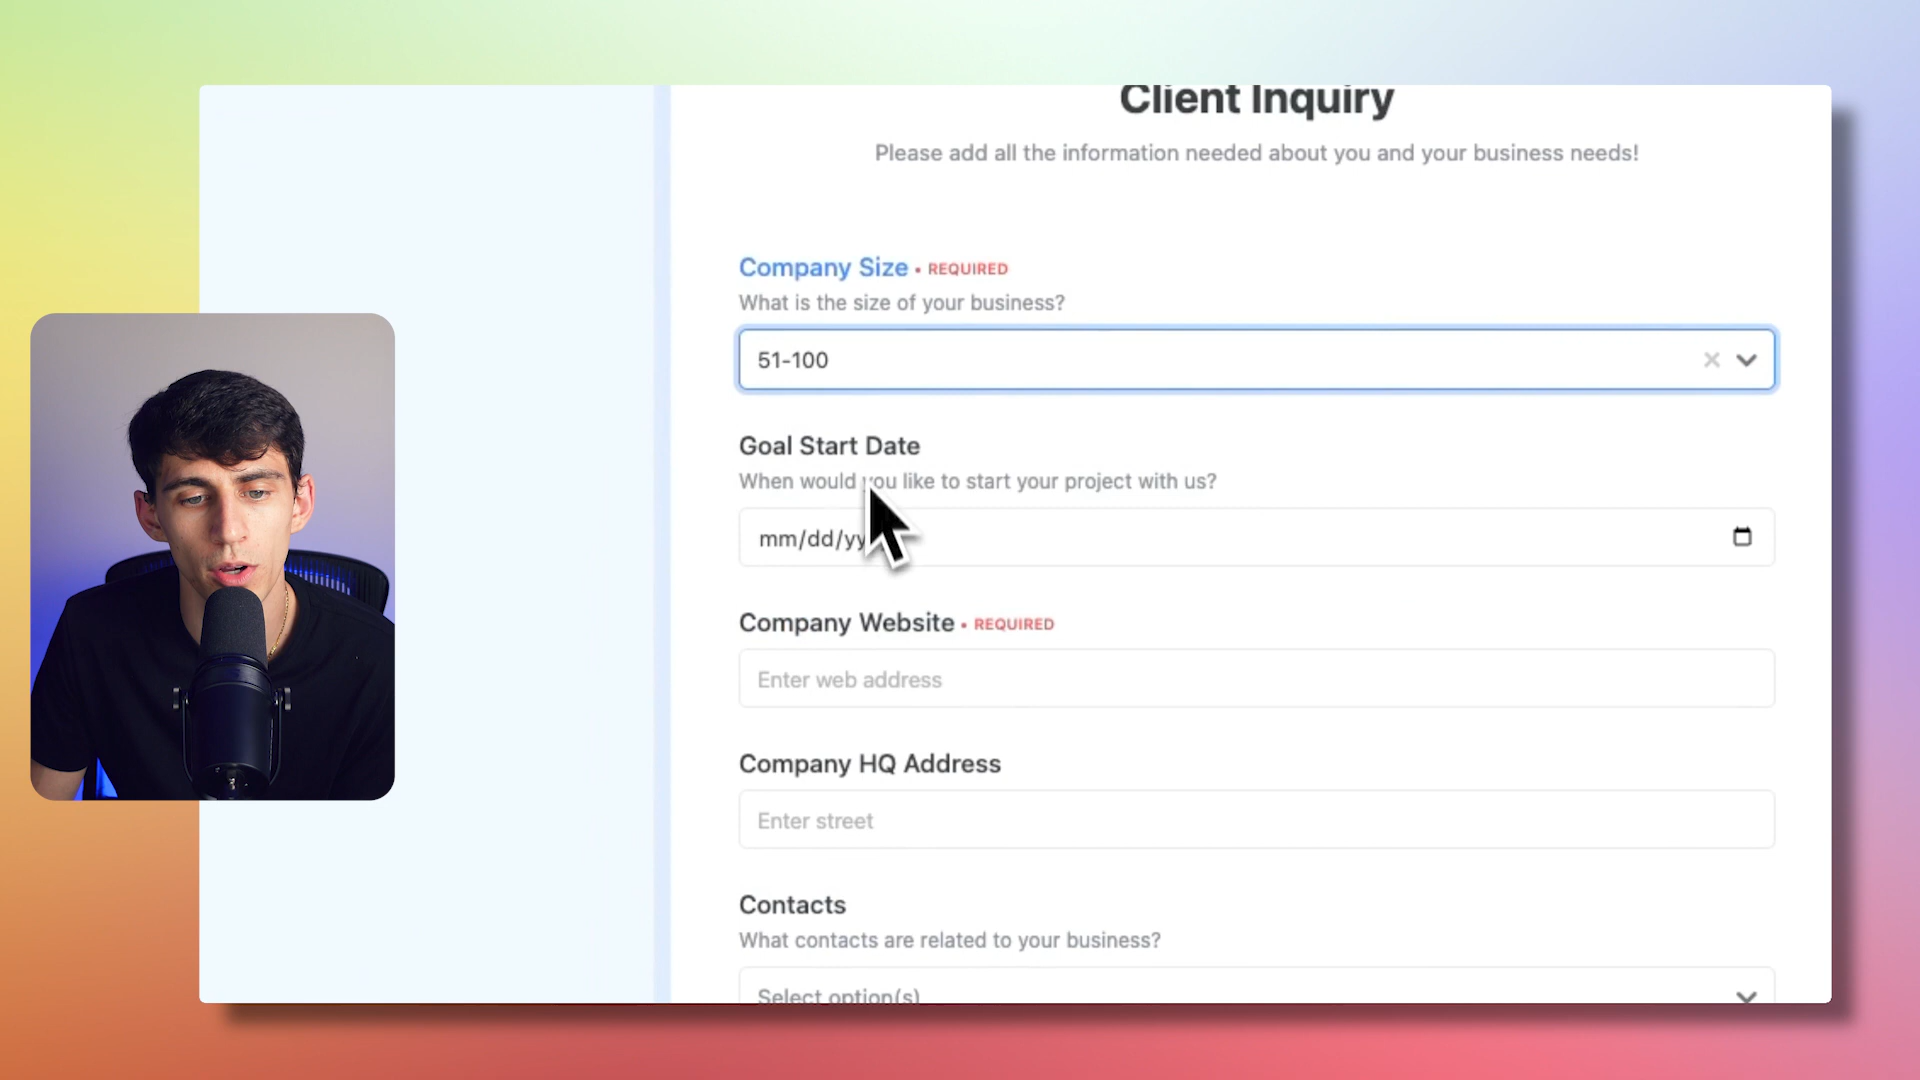 Client Inquiry
Please add all the information needed about you and your business needs!
Company Size • REQUIRED
What is the size of your business?
51-100
Goal Start Date
When would you like to start your project with us?
mm/dd/yy
Company Website • REQUIRED
Enter web address
Company HQ Address
Enter street
Contacts
What contacts are related to your business?
Select option(s)